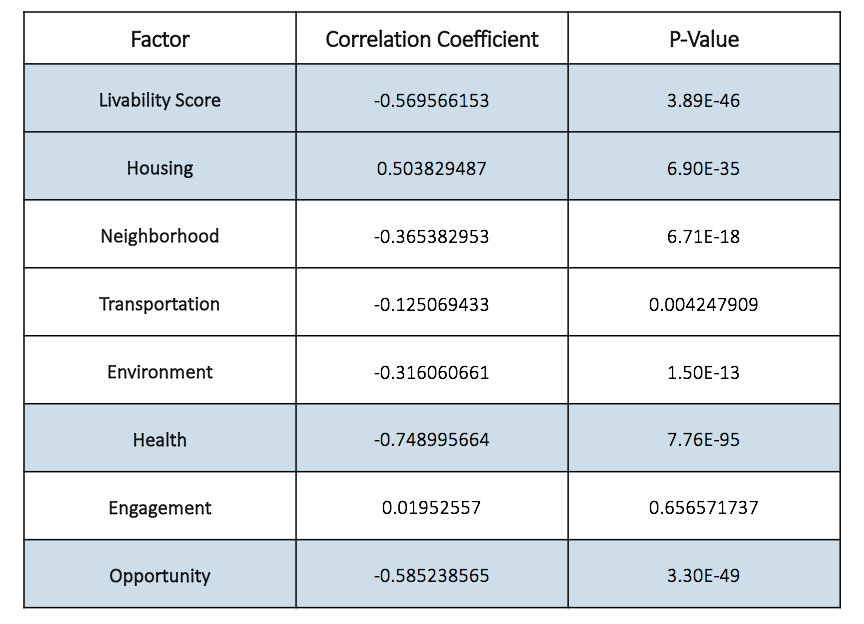 Factor Correlation Coefficient P-Value
Livability Score -0.569566153 3.89E-46
Housing 0.503829487 6.90E-35
Neighborhood -0.365382953 6.71E-18
Transportation -0.125069433 0.004247909
Environment -0.316060661 1.50E-13
Health -0.748995664 7.76E-95
Engagement 0.01952557 0.656571737
Opportunity -0.585238565 3.30E-49